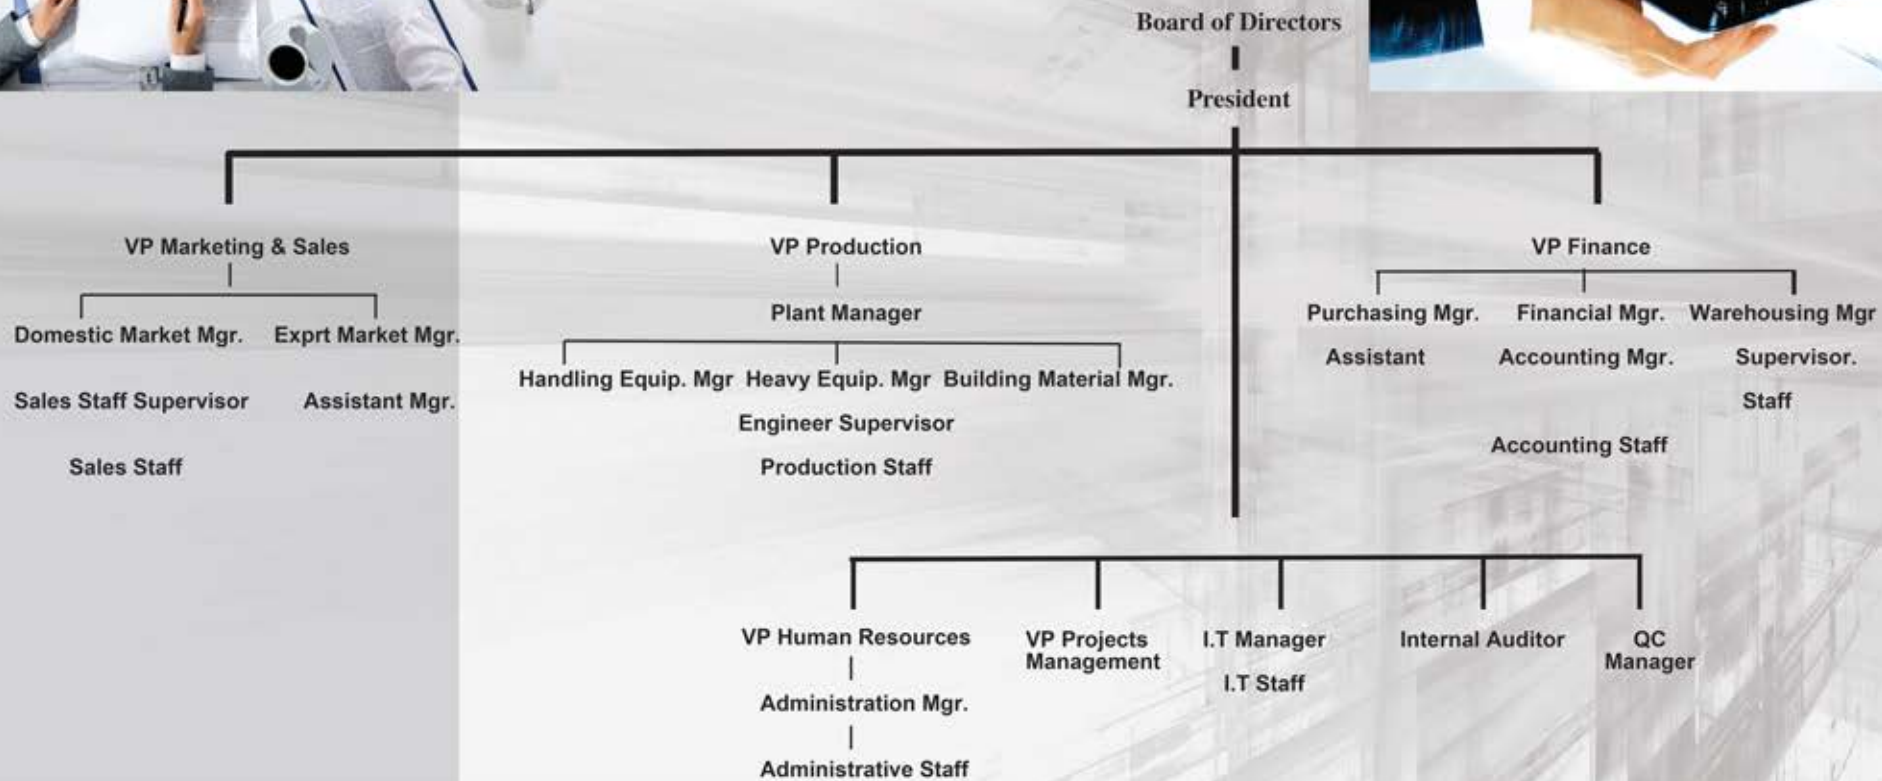 Board of Directors
President
VP Marketing & Sales
VP Production
VP Finance
Domestic Market Mgr.
Exprt Market Mgr.
Sales Staff Supervisor
Assistant Mgr.
Sales Staff
Plant Manager
Handling Equip. Mgr
Heavy Equip. Mgr
Building Material Mgr.
Engineer Supervisor
Production Staff
Purchasing Mgr.
Assistant
Financial Mgr.
Accounting Mgr.
Accounting Staff
Warehousing Mgr
Supervisor.
Staff
VP Human Resources
Administration Mgr.
Administrative Staff
VP Projects
Management
I.T Manager
I.T Staff
Internal Auditor
QC
Manager